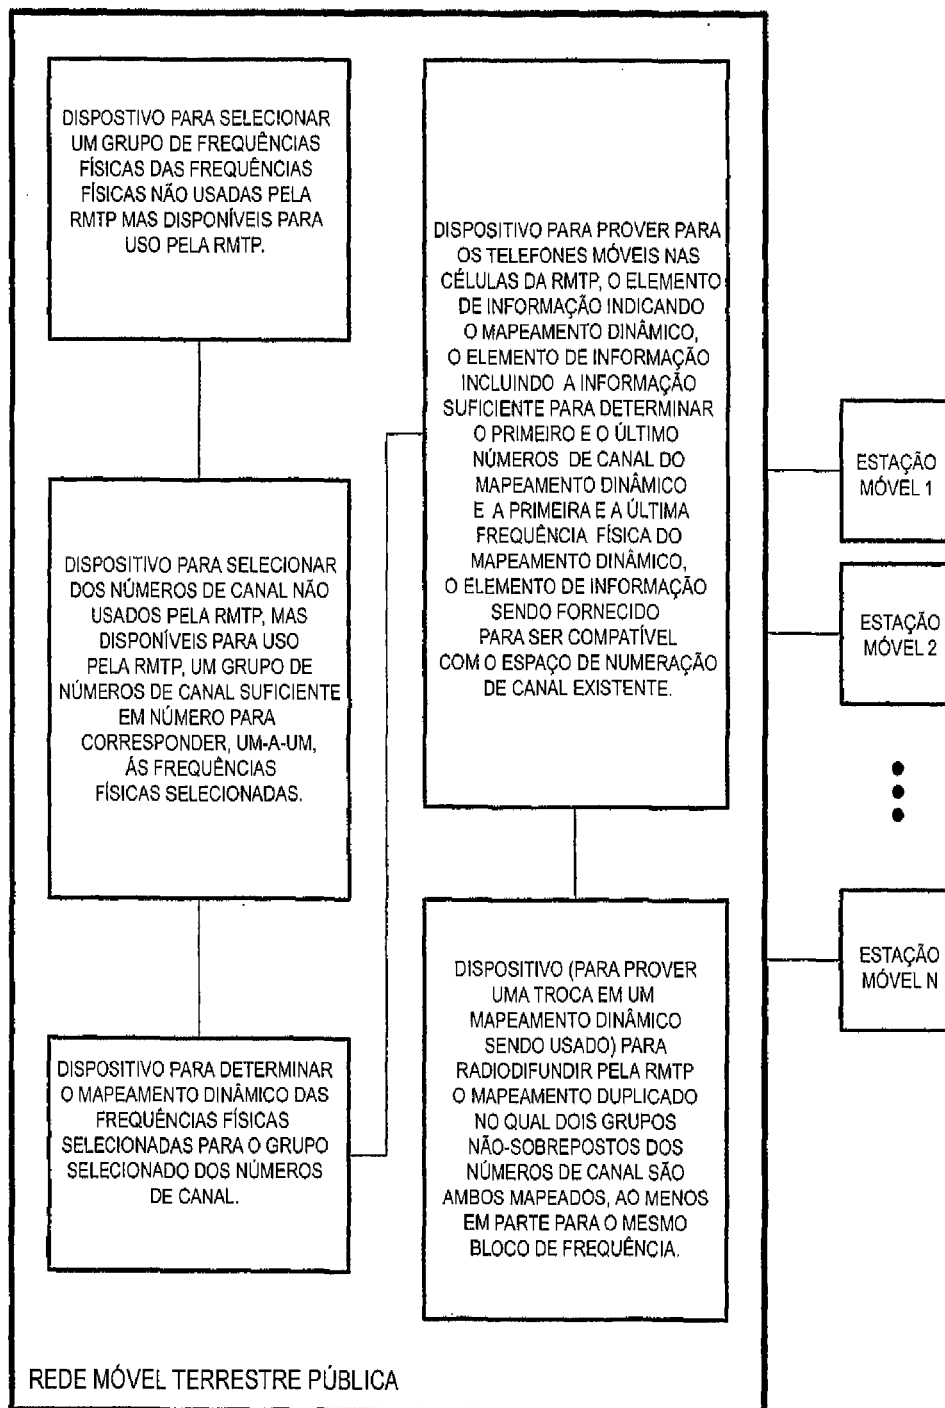 DISPOSTIVO PARA SELECIONAR
UM GRUPO DE FREQUÊNCIAS
FÍSICAS DAS FREQUÊNCIAS
FÍSICAS NÃO USADAS PELA
RMTP MAS DISPONÍVEIS PARA
USO PELA RMTP.
DISPOSITIVO PARA SELECIONAR
DOS NÚMEROS DE CANAL NÃO
USADOS PELA RMTP, MAS
DISPONÍVEIS PARA USO
PELA RMTP, UM GRUPO DE
NÚMEROS DE CANAL SUFICIENTE
EM NÚMERO PARA
CORRESPONDER, UM-A-UM,
ÁS FREQUÊNCIAS
FÍSICAS SELECIONADAS.
DISPOSITIVO PARA DETERMINAR
O MAPEAMENTO DINÂMICO DAS
FREQUÊNCIAS FÍSICAS
SELECIONADAS PARA O GRUPO
SELECIONADO DOS NÚMEROS
DE CANAL.
DISPOSITIVO PARA PROVER PARA
OS TELEFONES MÓVEIS NAS
CÉLULAS DA RMTP, O ELEMENTO
DE INFORMAÇÃO INDICANDO
O MAPEAMENTO DINÂMICO,
O ELEMENTO DE INFORMAÇÃO
INCLUINDO A INFORMAÇÃO
SUFICIENTE PARA DETERMINAR
O PRIMEIRO E O ÚLTIMO
NÚMEROS DE CANAL DO
MAPEAMENTO DINÂMICO
E A PRIMEIRA E A ÚLTIMA
FREQUÊNCIA FÍSICA DO
MAPEAMENTO DINÂMICO,
O ELEMENTO DE INFORMAÇÃO
SENDO FORNECIDO
PARA SER COMPATÍVEL
COM O ESPAÇO DE NUMERAÇÃO
DE CANAL EXISTENTE.
DISPOSITIVO (PARA PROVER
UMA TROCA EM UM
MAPEAMENTO DINÂMICO
SENDO USADO) PARA
RADIODIFUNDIR PELA RMTP
O MAPEAMENTO DUPLICADO
NO QUAL DOIS GRUPOS
NÃO-SOBREPOSTOS DOS
NÚMEROS DE CANAL SÃO
AMBOS MAPEADOS, AO MENOS
EM PARTE PARA O MESMO
BLOCO DE FREQUÊNCIA.
ESTAÇÃO
MÓVEL 1
ESTAÇÃO
MÓVEL 2
ESTAÇÃO
MÓVEL N
REDE MÓVEL TERRESTRE PÚBLICA